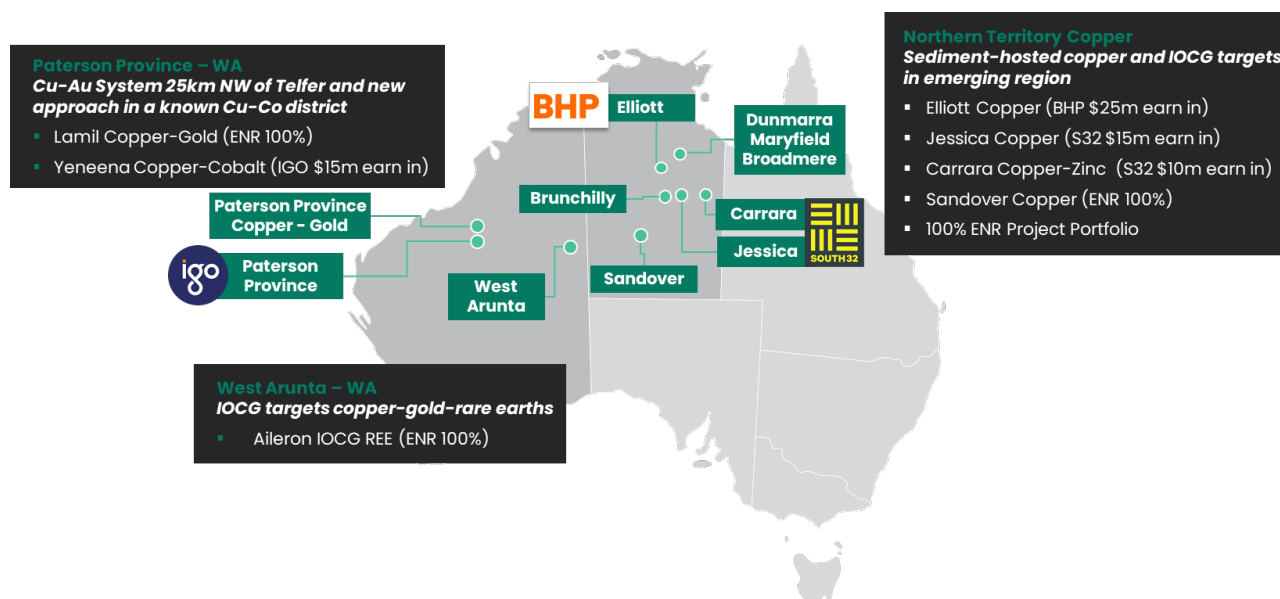 Paterson Province – WA
Cu-Au System 25km NW of Telfer and new
approach in a known Cu-Co district
▪ Lamil Copper-Gold (ENR 100%)
▪ Yeneena Copper-Cobalt (IGO $15m earn in)
Northern Territory Copper
Sediment-hosted copper and IOCG targets
in emerging region
▪ Elliott Copper (BHP $25m earn in)
▪ Jessica Copper (S32 $15m earn in)
▪ Carrara Copper-Zinc (S32 $10m earn in)
▪ Sandover Copper (ENR 100%)
▪ 100% ENR Project Portfolio
BHP
Elliott
Dunmarra
Maryfield
Broadmere
Brunchilly
Paterson Province
Copper - Gold
Carrara
Jessica
SOUTH32
igo
Paterson
Province
West
Arunta
Sandover
West Arunta – WA
IOCG targets copper-gold-rare earths
▪ Aileron IOCG REE (ENR 100%)